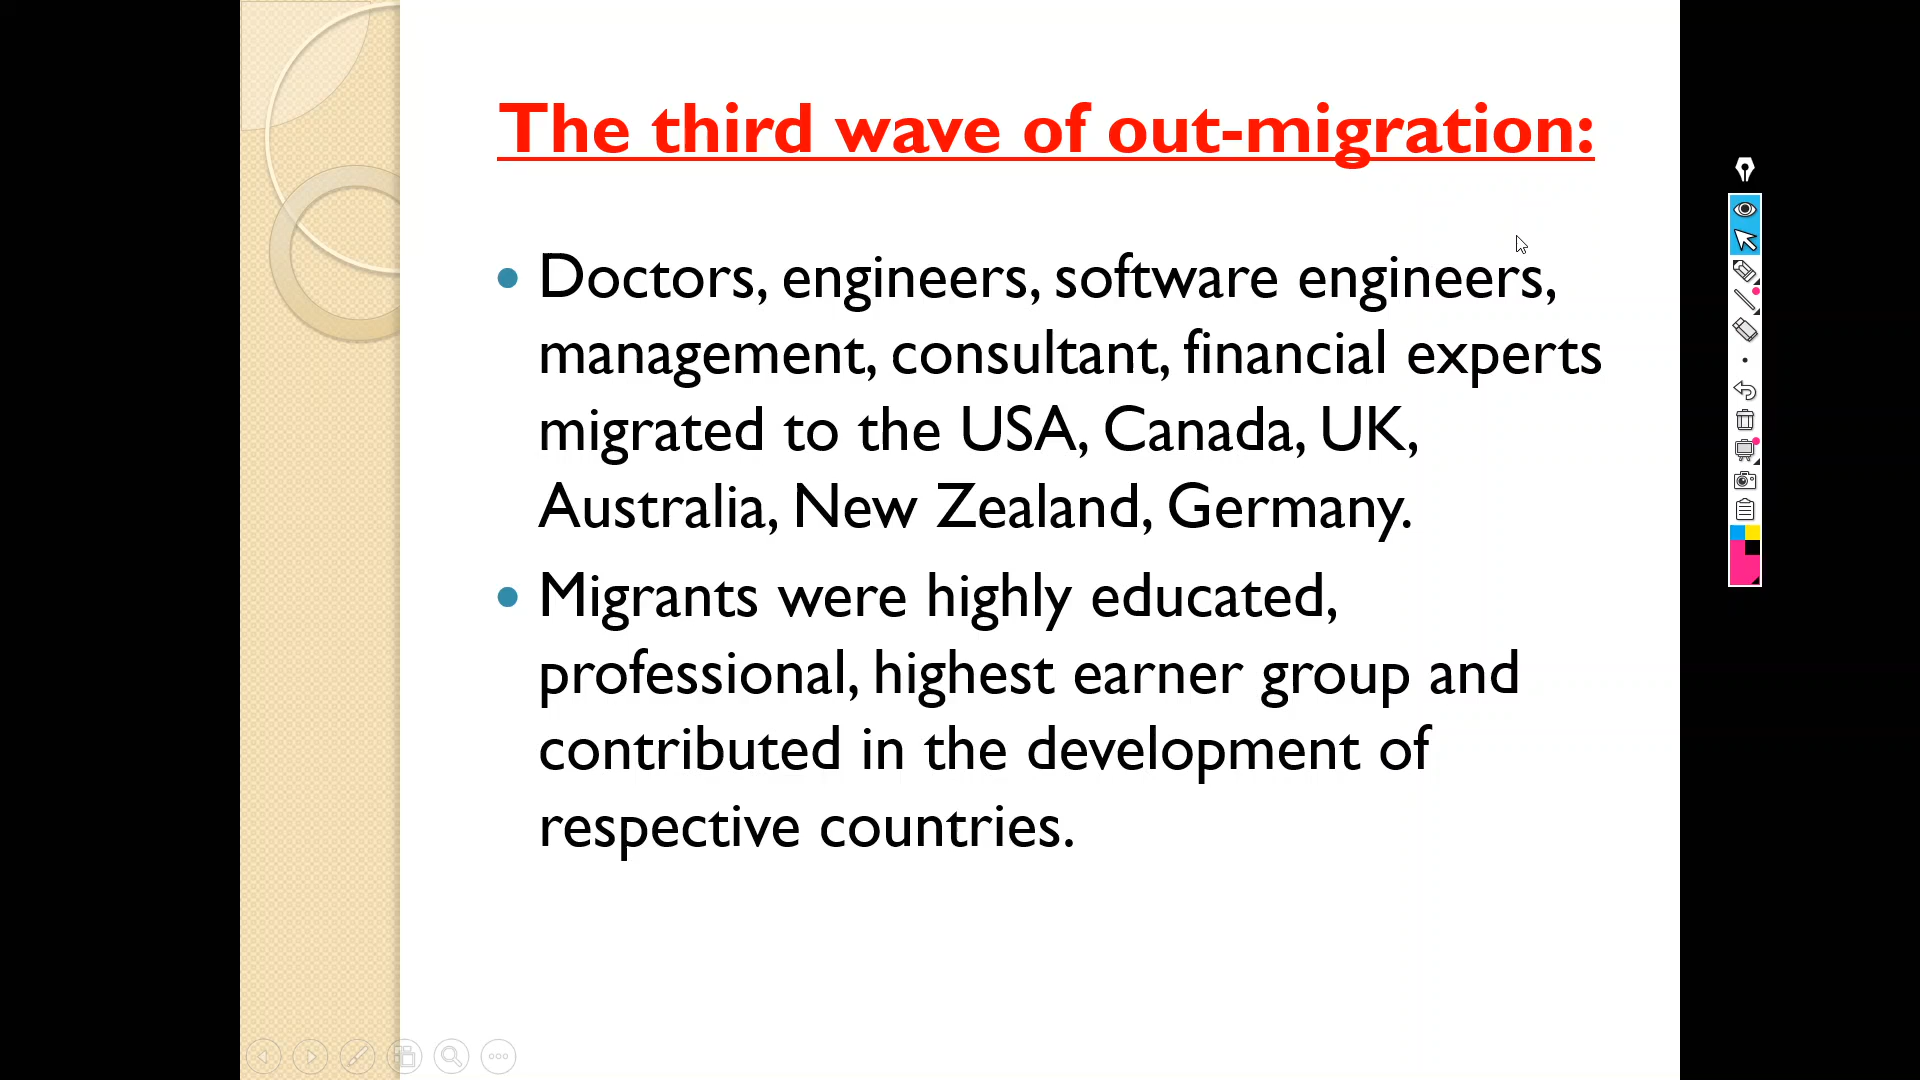 The third wave of out-migration:
Doctors, engineers, software engineers,
management, consultant, financial experts
migrated to the USA, Canada, UK,
Australia, New Zealand, Germany.
Migrants were highly educated,
professional, highest earner group and
contributed in the development of
respective countries.